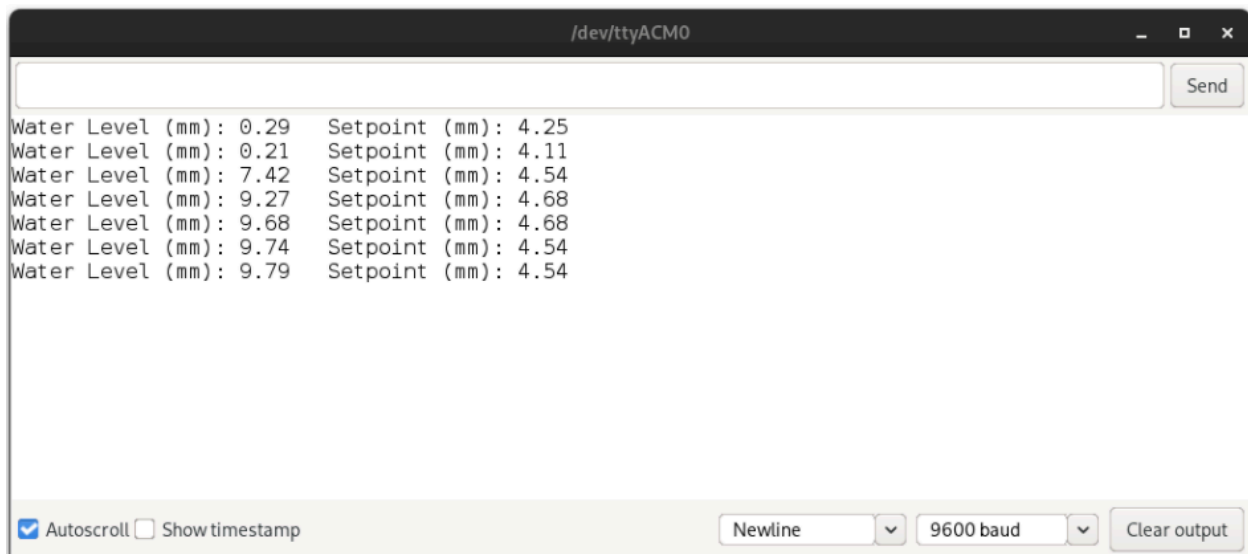 /dev/ttyACM0
Send
Water Level (mm): 0.29   Setpoint (mm): 4.25
Water Level (mm): 0.21   Setpoint (mm): 4.11
Water Level (mm): 7.42   Setpoint (mm): 4.54
Water Level (mm): 9.27   Setpoint (mm): 4.68
Water Level (mm): 9.68   Setpoint (mm): 4.68
Water Level (mm): 9.74   Setpoint (mm): 4.54
Water Level (mm): 9.79   Setpoint (mm): 4.54
Autoscroll Show timestamp Newline 9600 baud Clear output